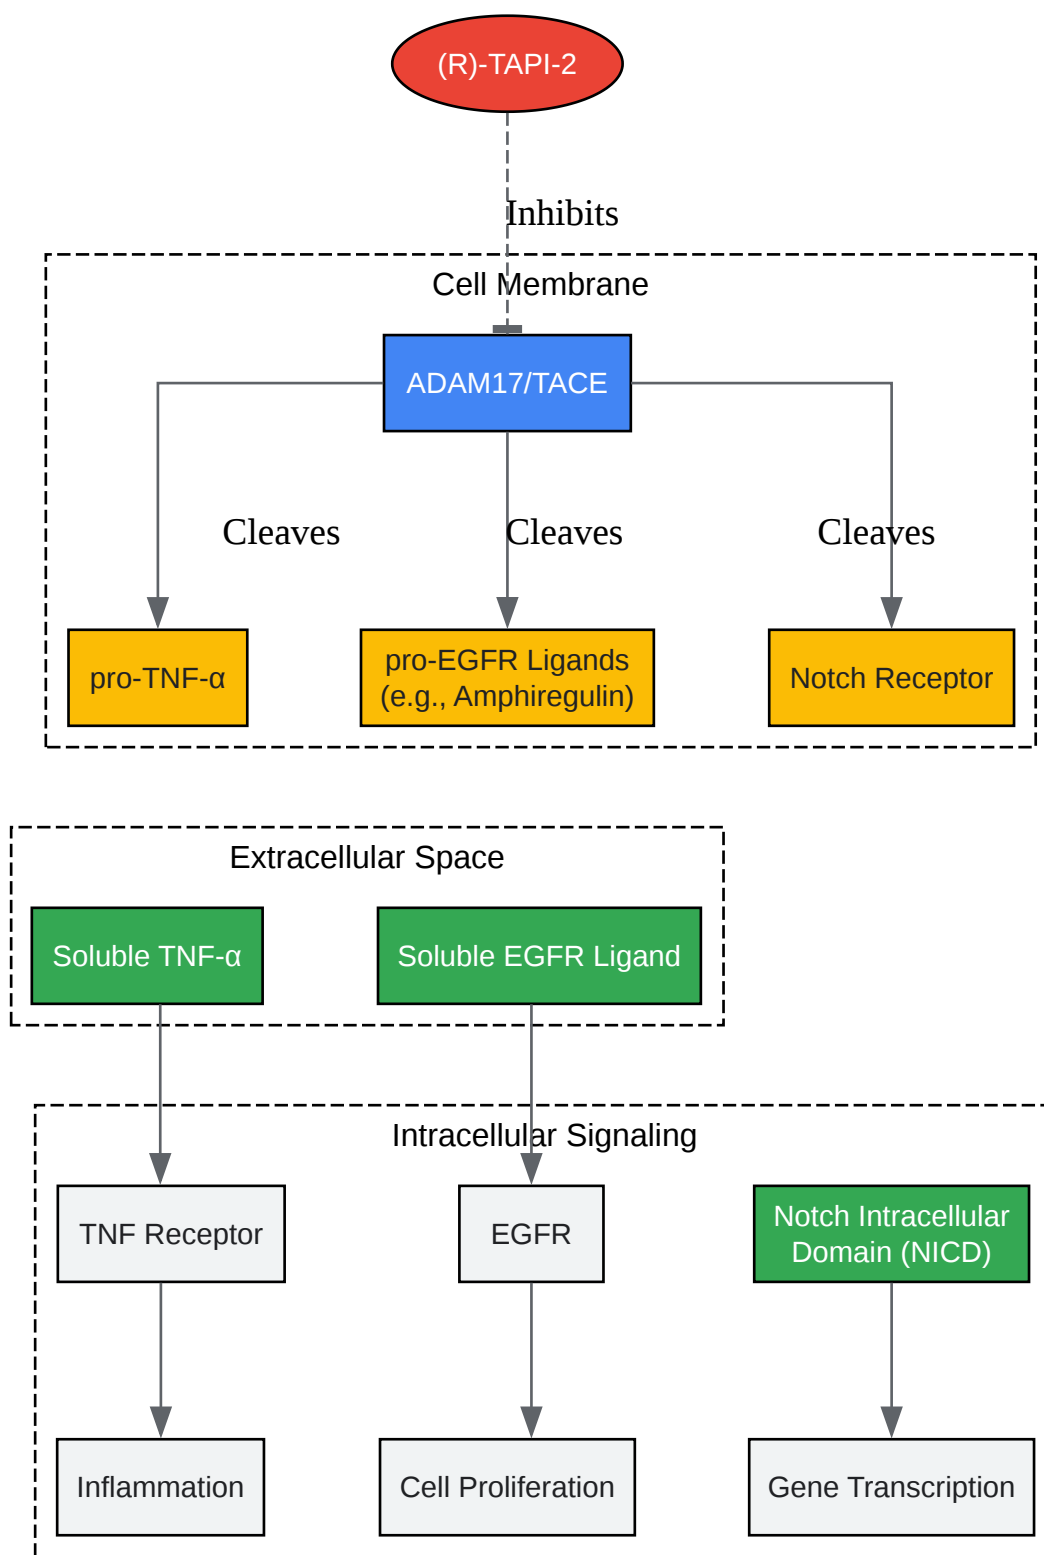 (R)-TAPI-2
Inhibits
Cell Membrane
ADAM17/TACE
Cleaves
Cleaves
Cleaves
pro-TNF-α
pro-EGFR Ligands
(e.g., Amphiregulin)
Notch Receptor
Extracellular Space
Soluble TNF-α
Soluble EGFR Ligand
Intracellular Signaling
TNF Receptor
EGFR
Notch Intracellular
Domain (NICD)
Inflammation
Cell Proliferation
Gene Transcription